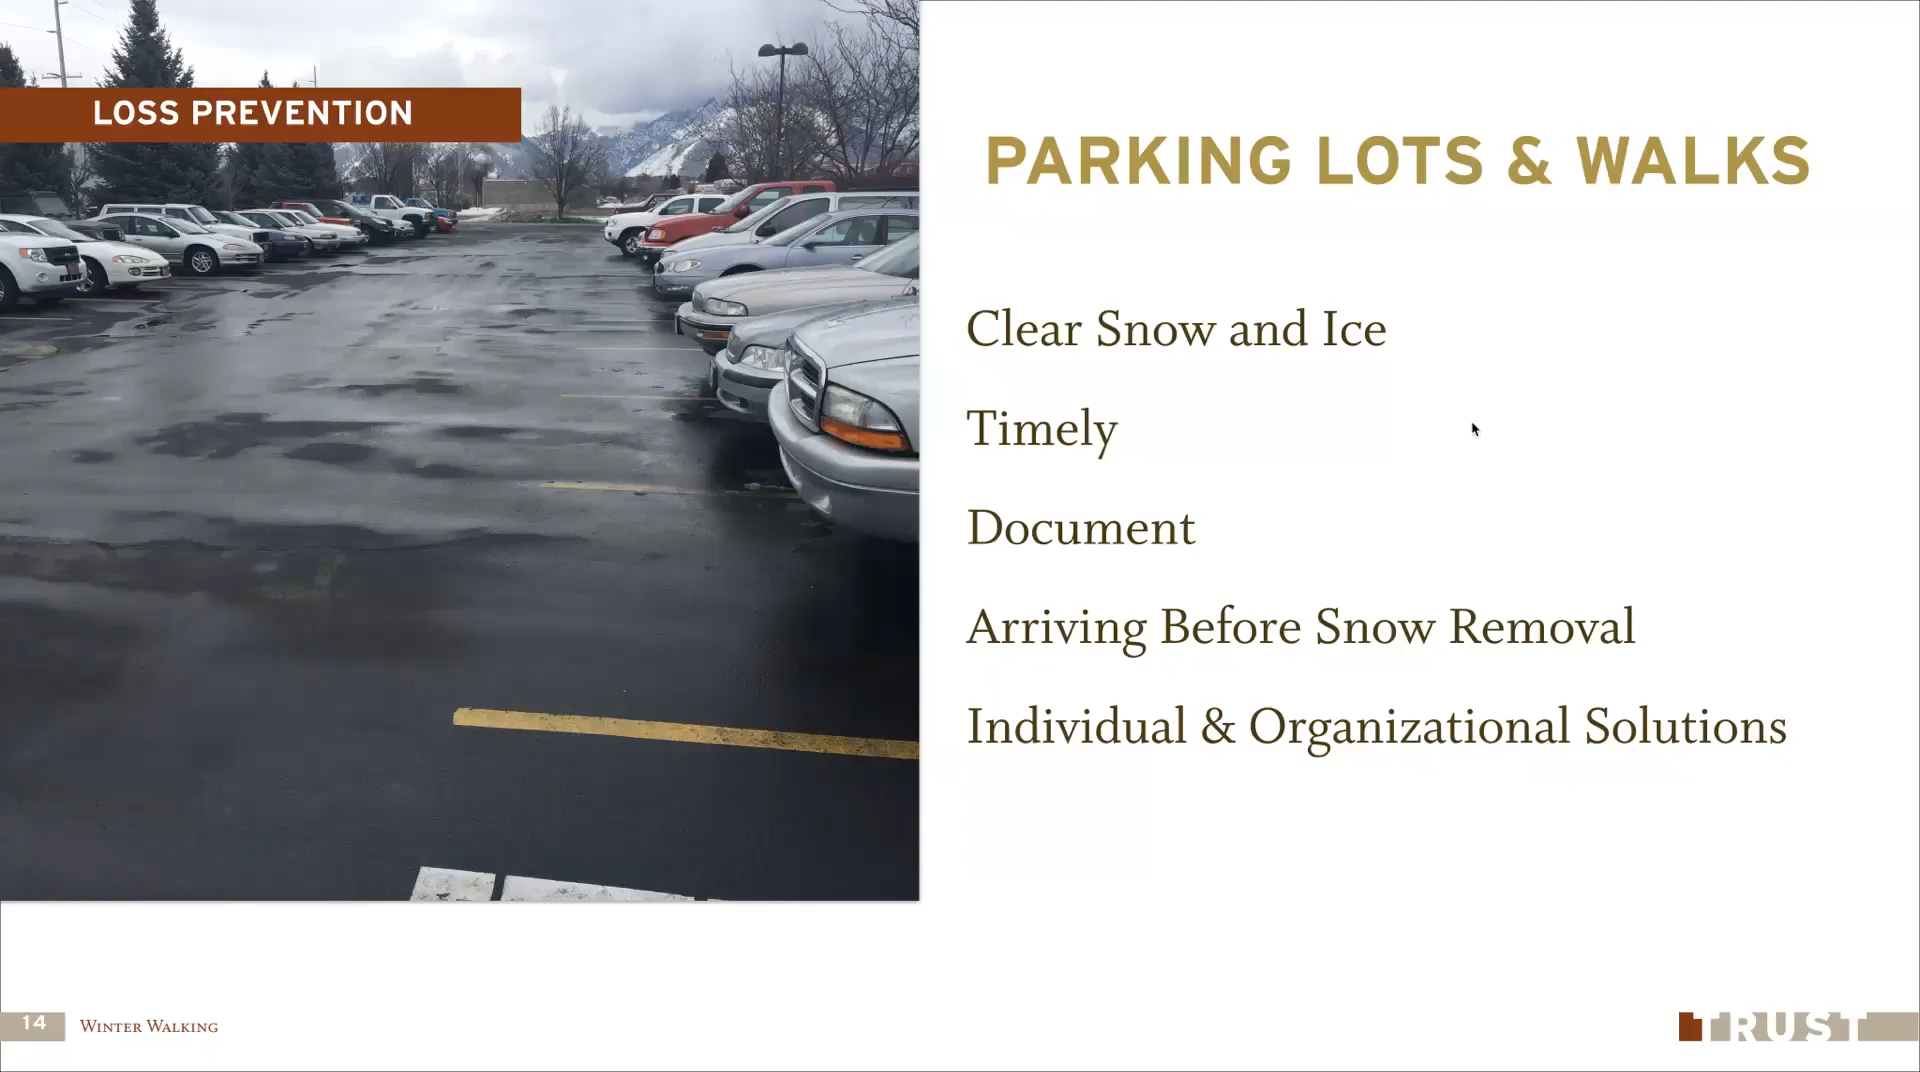 LOSS PREVENTION
PARKING LOTS & WALKS
Clear Snow and Ice
Timely
Document
Arriving Before Snow Removal
Individual & Organizational Solutions
14
Winter Walking
TRUST